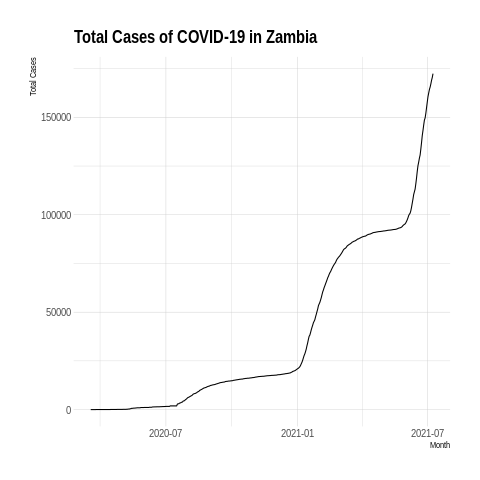 Total Cases of COVID-19 in Zambia
Total Cases
150000
100000
50000
0
2020-07
2021-01
2021-07
Month